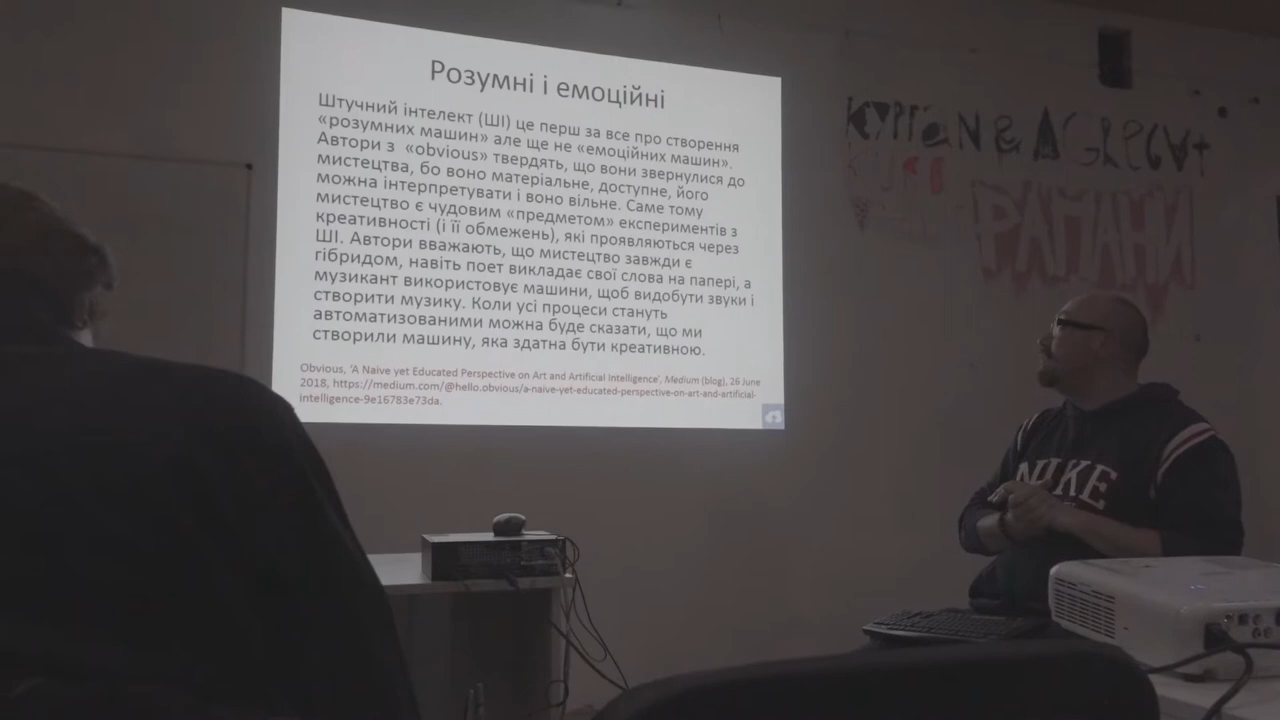 Розумні і емоційні
Штучний інтелект (ШІ) це перш за все про створення
«розумних машин» але ще не «емоційних машин».
Автори з «obvious» твердять, що вони звернулися до
мистецтва, бо воно матеріальне, доступне, його
можна інтерпретувати і воно вільне. Саме тому
мистецтво є чудовим «предметом» експериментів з
креативності (і її обмежень), які проявляються через
ШІ. Автори вважають, що мистецтво завжди є
гібридом, навіть поет викладає свої слова на папері, а
музикант використовує машини, щоб видобути звуки і
створити музику. Коли усі процеси стануть
автоматизованими можна буде сказати, що ми
створили машину, яка здатна бути креативною.
Obvious, 'A Naive yet Educated Perspective on Art and Artificial Intelligence', Medium (blog), 26 June
2018, https://medium.com/@hello.obvious/a-naive-yet-educated-perspective-on-art-and-artificial-
intelligence-9e16783e73da.
NIKE